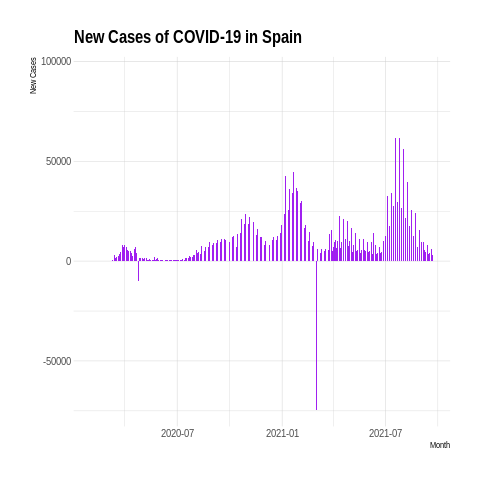 New Cases of COVID-19 in Spain
New Cases
100000
50000
0
-50000
2020-07
2021-01
2021-07
Month